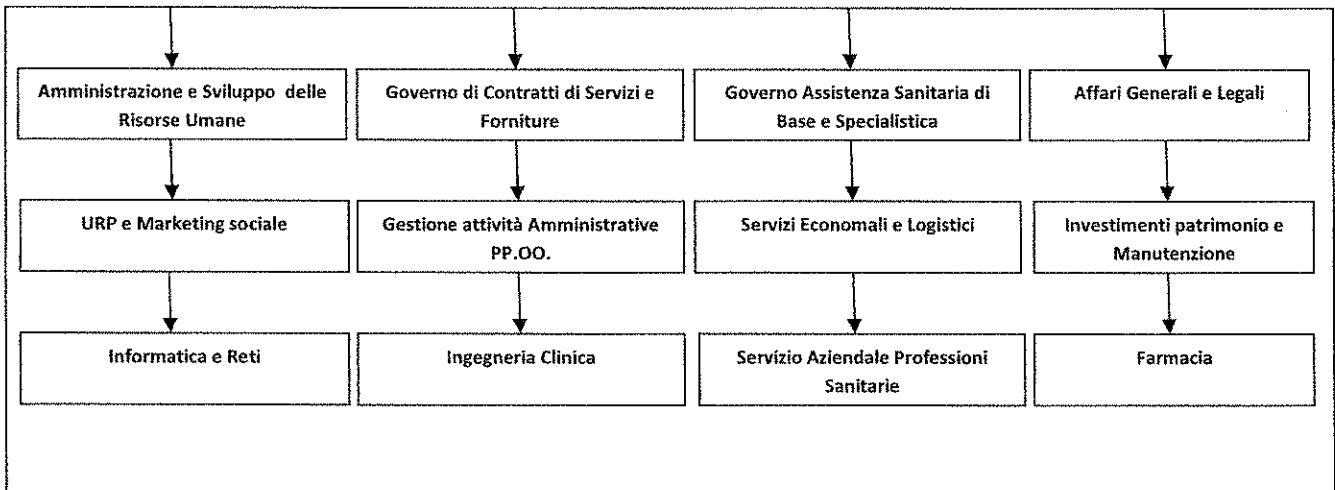 Amministrazione e Sviluppo delle
Risorse Umane
Governo di Contratti di Servizi e
Forniture
Governo Assistenza Sanitaria di
Base e Specialistica
Affari Generali e Legali
URP e Marketing sociale
Gestione attività Amministrative
PP.OO.
Servizi Economali e Logistici
Investimenti patrimonio e
Manutenzione
Informatica e Reti
Ingegneria Clinica
Servizio Aziendale Professioni
Sanitarie
Farmacia